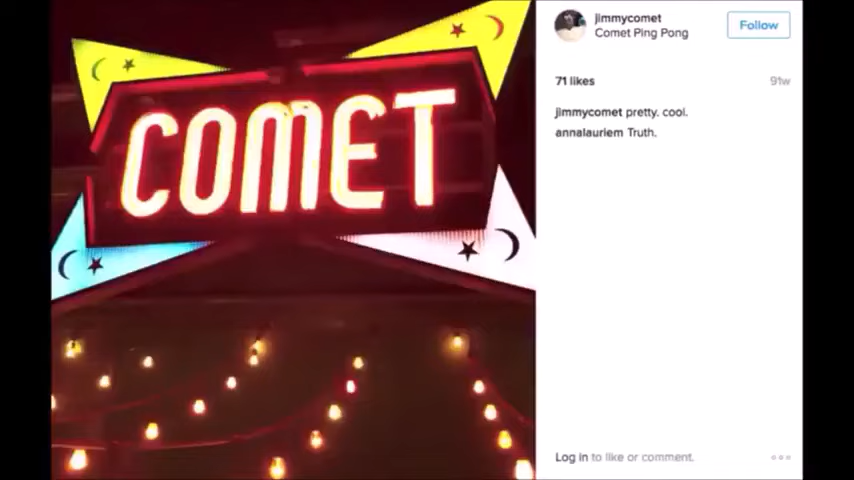 COMET
jimmycomet
Comet Ping Pong
Follow
71 likes
91w
jimmycomet pretty. cool.
annalauriem Truth.
Log in to like or comment.